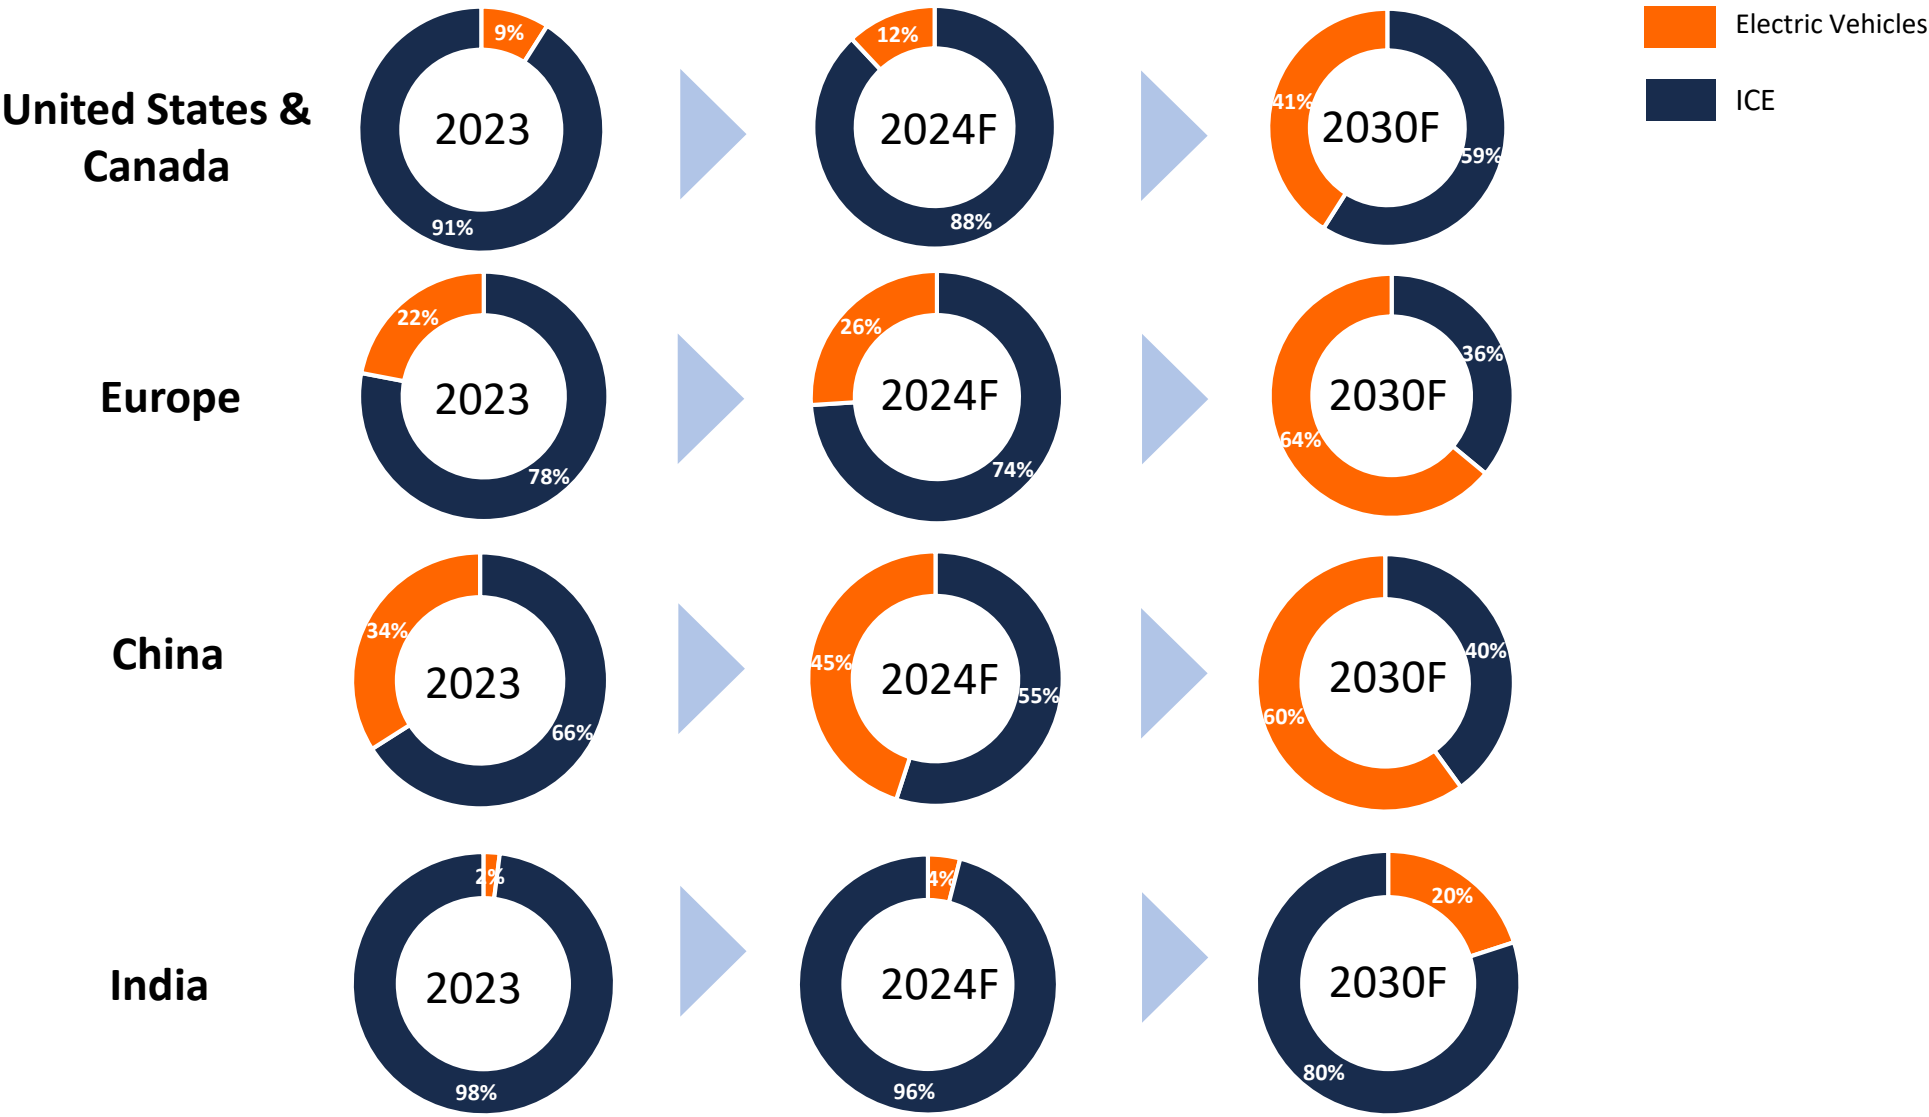 9%
12%
Electric Vehicles
ICE
United States &
Canada
2023
2024F
2030F
41%
59%
91%
88%
22%
26%
36%
Europe
2023
2024F
2030F
78%
74%
64%
34%
45%
40%
China
2023
2024F
2030F
66%
55%
60%
2%
4%
20%
India
2023
2024F
2030F
98%
96%
80%